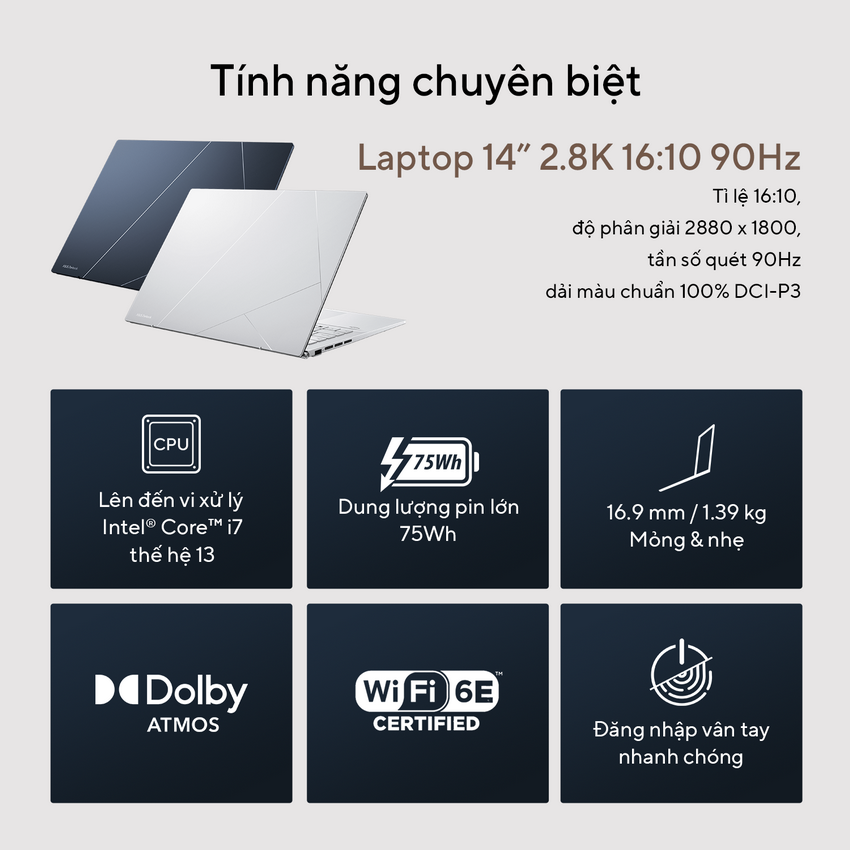 Tính năng chuyên biệt
Laptop 14” 2.8K 16:10 90Hz
Tỉ lệ 16:10,
độ phân giải 2880 x 1800,
tần số quét 90Hz
dải màu chuẩn 100% DCI-P3
CPU
Lên đến vi xử lý
Intel® Core™ i7
thế hệ 13
75Wh
Dung lượng pin lớn
75Wh
16.9 mm / 1.39 kg
Mỏng & nhẹ
Dolby
ATMOS
Wi Fi 6E™
CERTIFIED
Đăng nhập vân tay
nhanh chóng